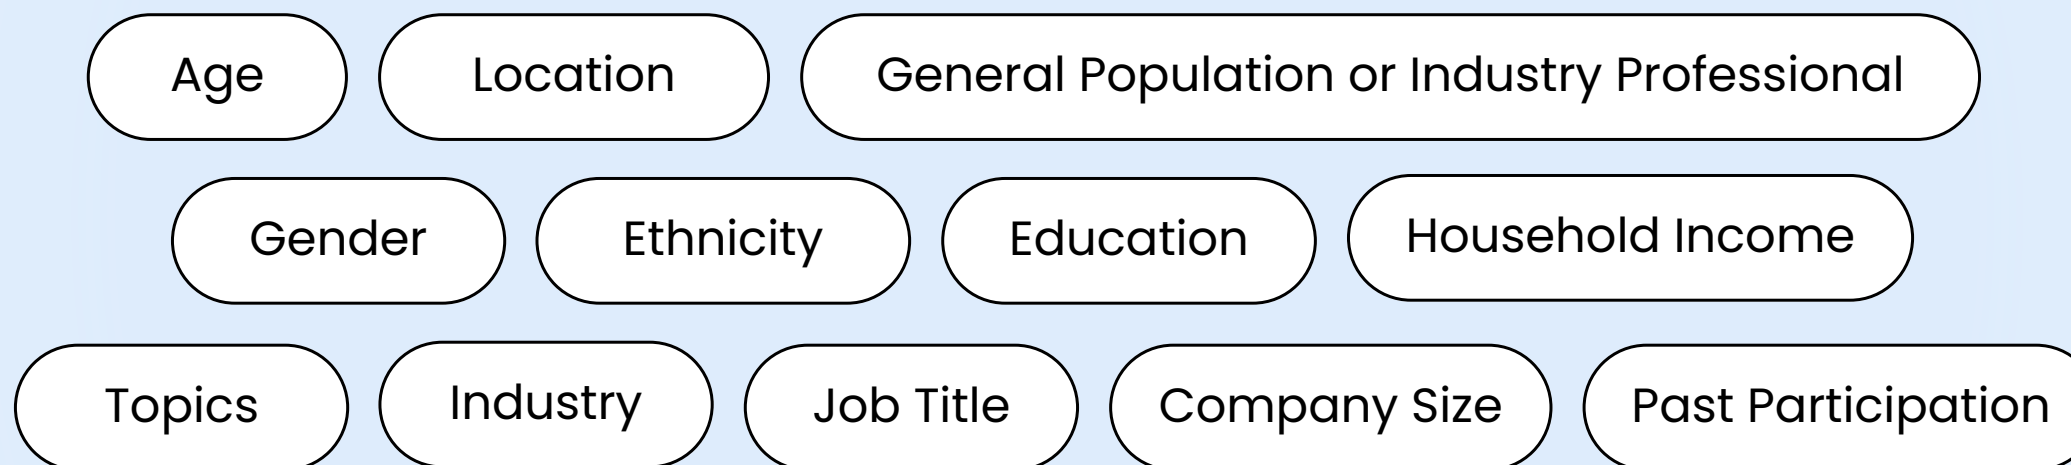 Age Location General Population or Industry Professional
Gender Ethnicity Education Household Income
Topics Industry Job Title Company Size Past Participation